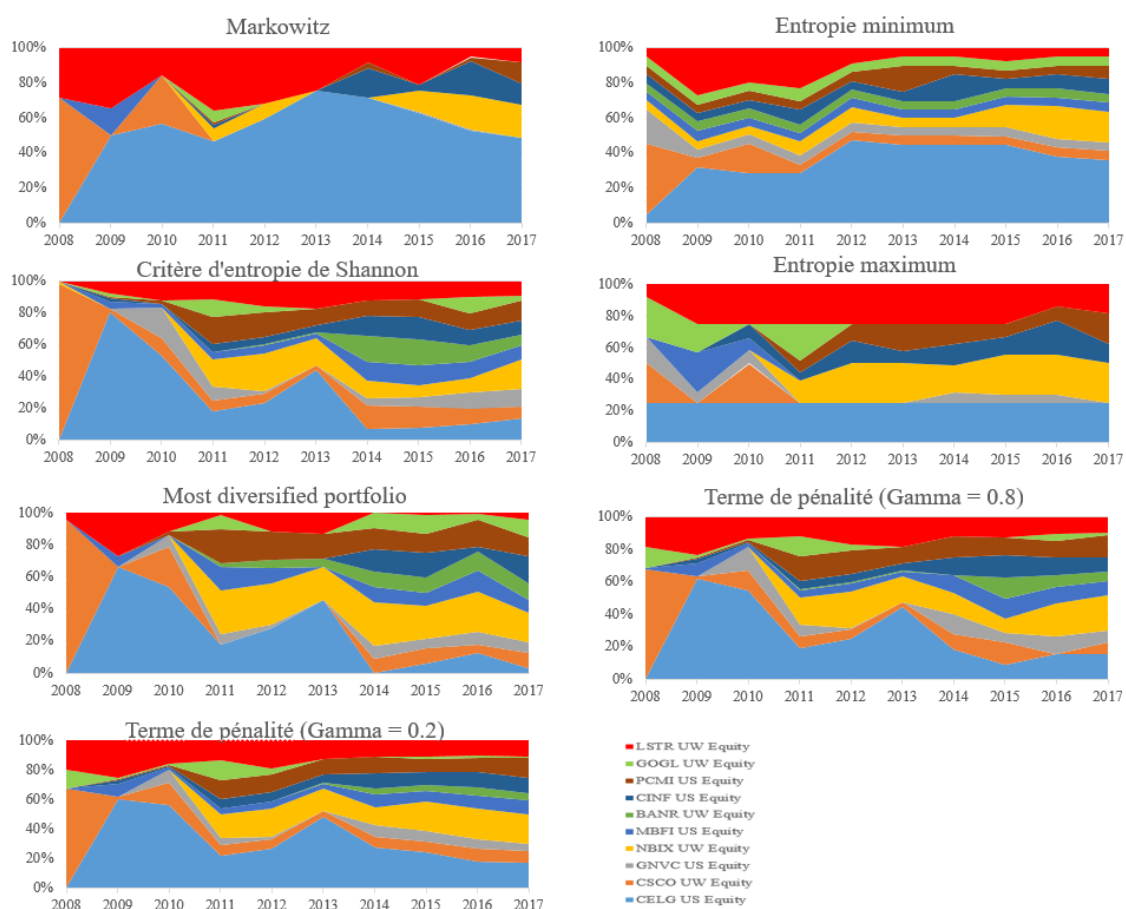 Markowitz
100%
80%
60%
40%
20%
0%
2008 2009 2010 2011 2012 2013 2014 2015 2016 2017
Entropie minimum
100%
80%
60%
40%
20%
0%
2008 2009 2010 2011 2012 2013 2014 2015 2016 2017
Critère d'entropie de Shannon
100%
80%
60%
40%
20%
0%
2008 2009 2010 2011 2012 2013 2014 2015 2016 2017
Entropie maximum
100%
80%
60%
40%
20%
0%
2008 2009 2010 2011 2012 2013 2014 2015 2016 2017
Most diversified portfolio
100%
80%
60%
40%
20%
0%
2008 2009 2010 2011 2012 2013 2014 2015 2016 2017
Terme de pénalité (Gamma = 0.8)
100%
80%
60%
40%
20%
0%
2008 2009 2010 2011 2012 2013 2014 2015 2016 2017
Terme de pénalité (Gamma = 0.2)
100%
80%
60%
40%
20%
0%
2008 2009 2010 2011 2012 2013 2014 2015 2016 2017
LSTR UW Equity
GOGL UW Equity
PCMI US Equity
CINF US Equity
BANR UW Equity
MBFI US Equity
NBIX UW Equity
GNVC US Equity
CSCO UW Equity
CELG US Equity